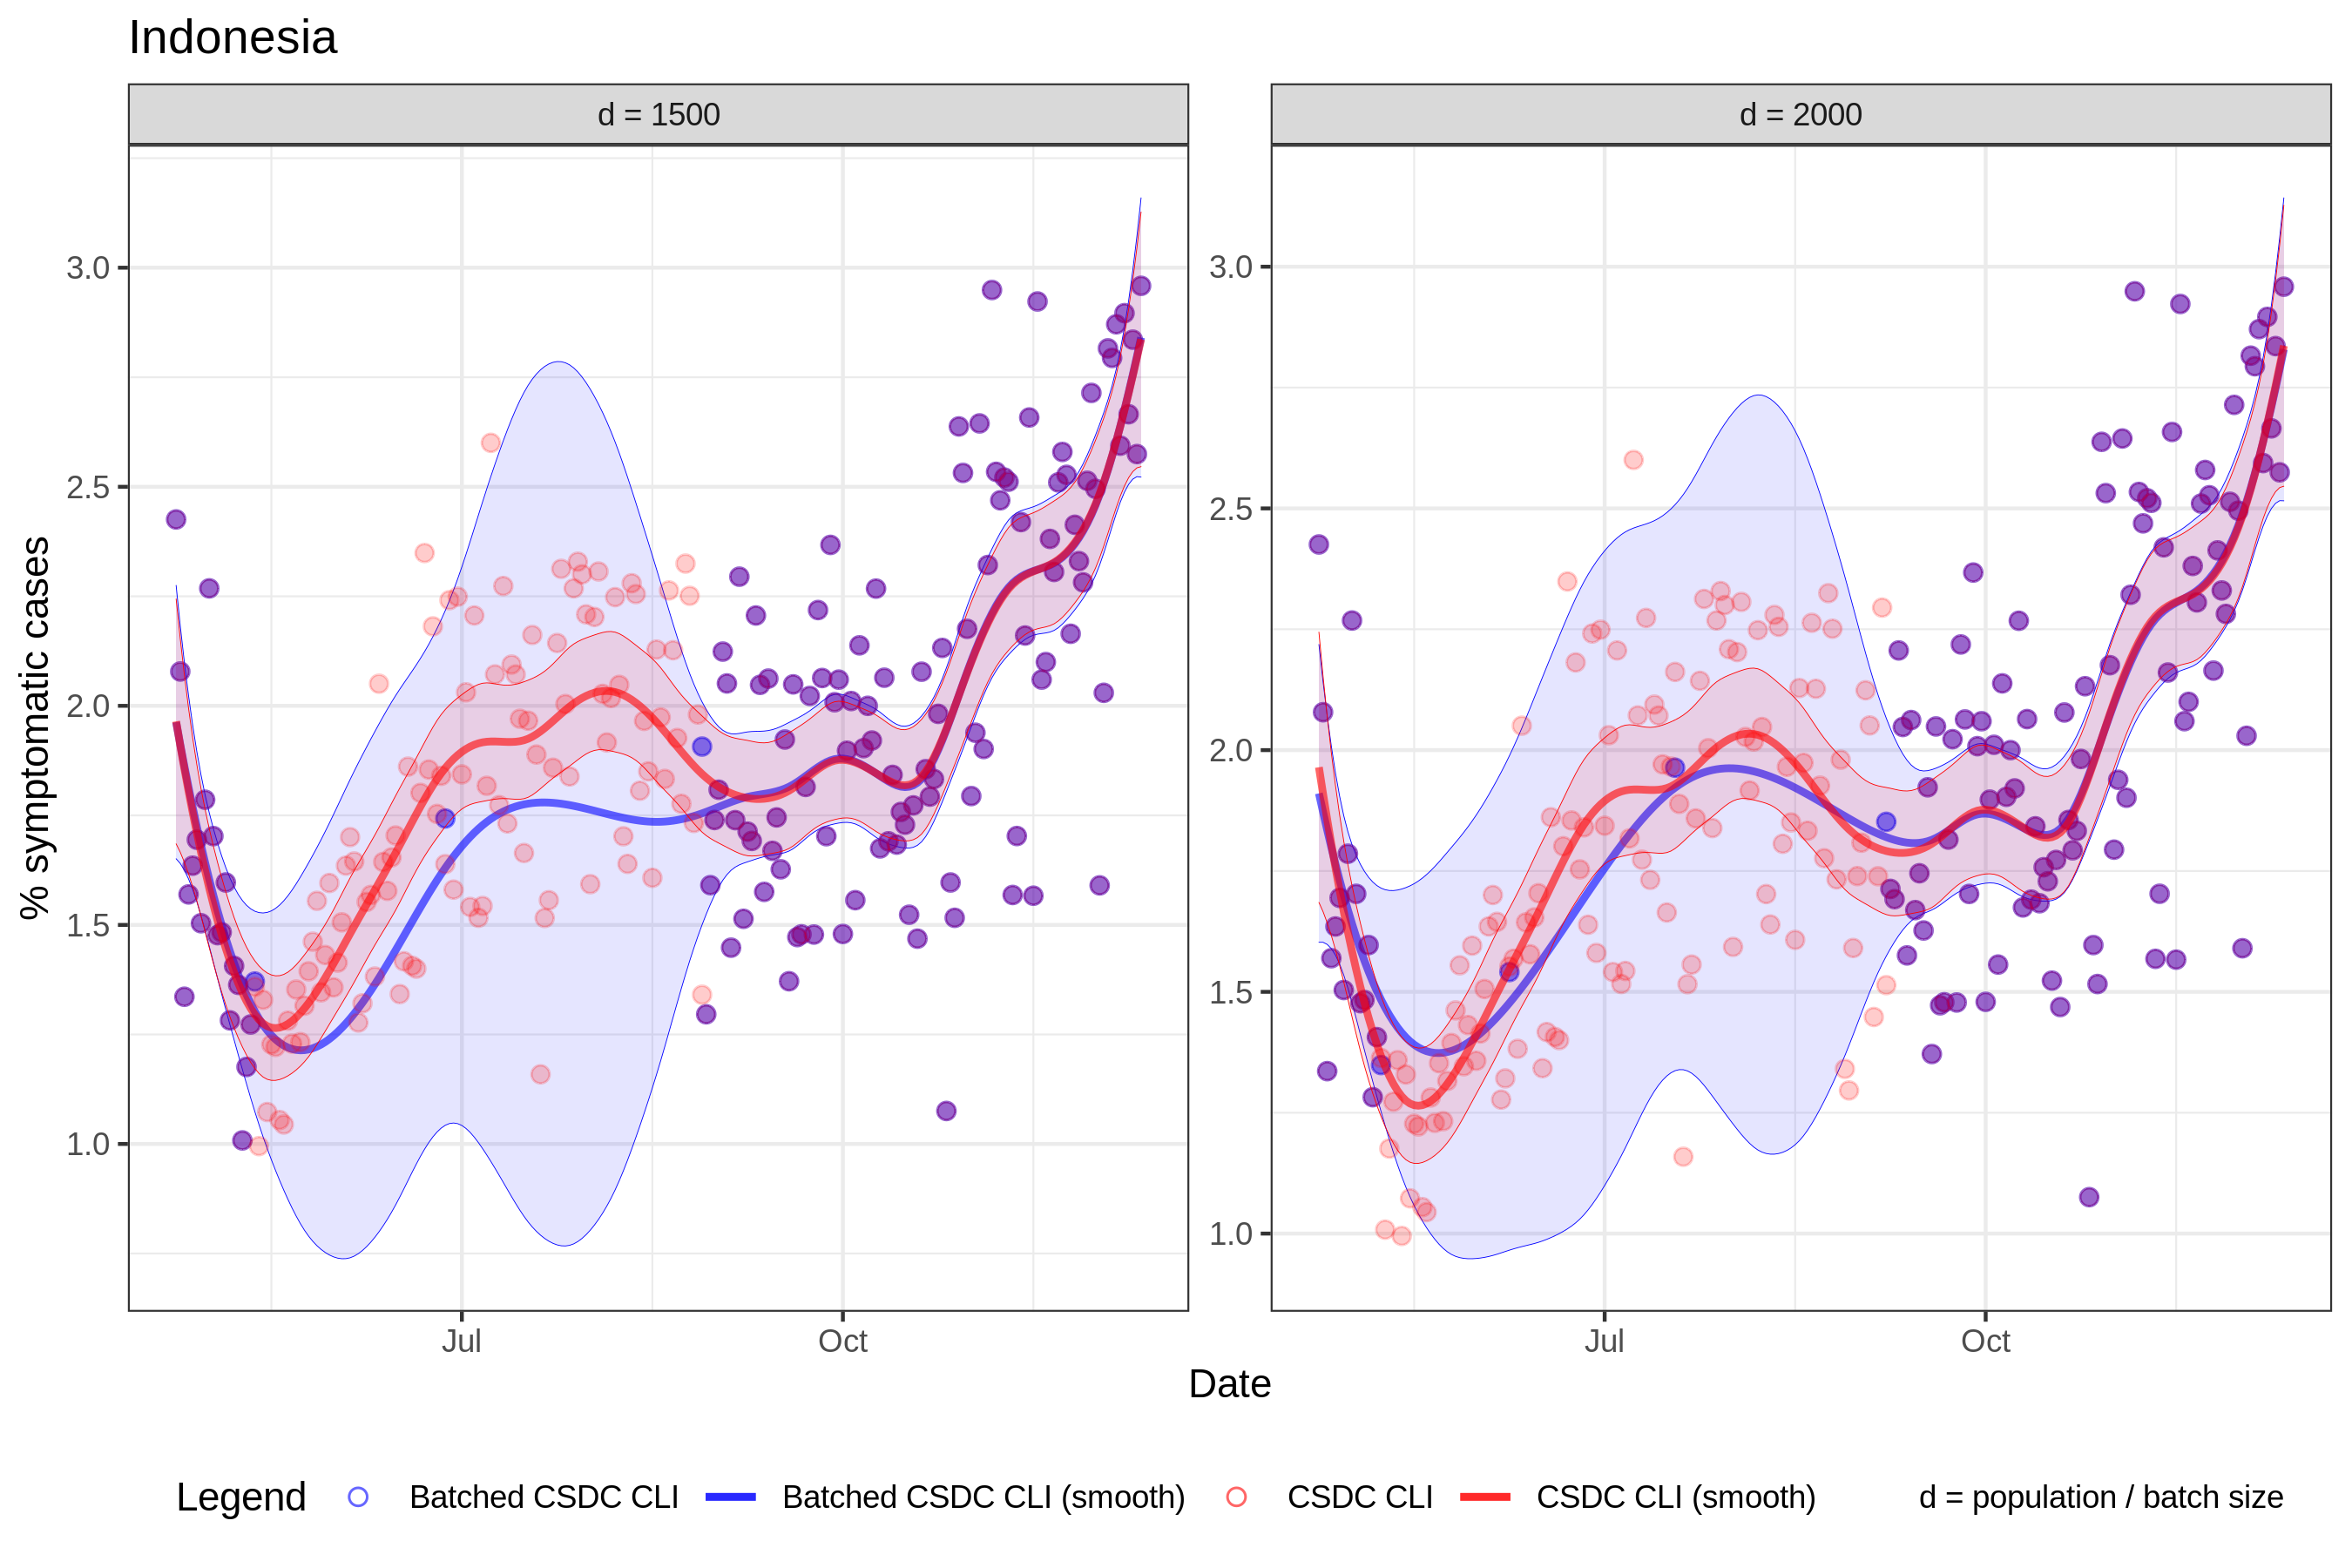 Indonesia
d = 1500
d = 2000
% symptomatic cases
3.0
2.5
2.0
1.5
1.0
3.0
2.5
2.0
1.5
1.0
Jul
Oct
Jul
Oct
Date
Legend
Batched CSDC CLI
Batched CSDC CLI (smooth)
CSDC CLI
CSDC CLI (smooth)
d = population / batch size